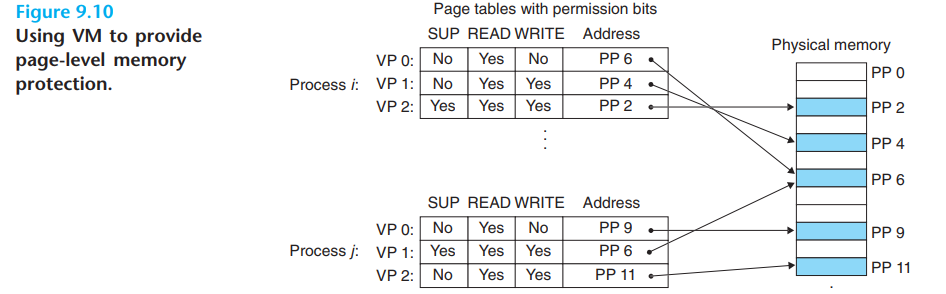 Figure 9.10
Using VM to provide
page-level memory
protection.
Page tables with permission bits
SUP READ WRITE Address
Process i:
VP 0: No Yes No PP 6
VP 1: No Yes Yes PP 4
VP 2: Yes Yes Yes PP 2
SUP READ WRITE Address
Process j:
VP 0: No Yes No PP 9
VP 1: Yes Yes Yes PP 6
VP 2: No Yes Yes PP 11
Physical memory
PP 0
PP 2
PP 4
PP 6
PP 9
PP 11